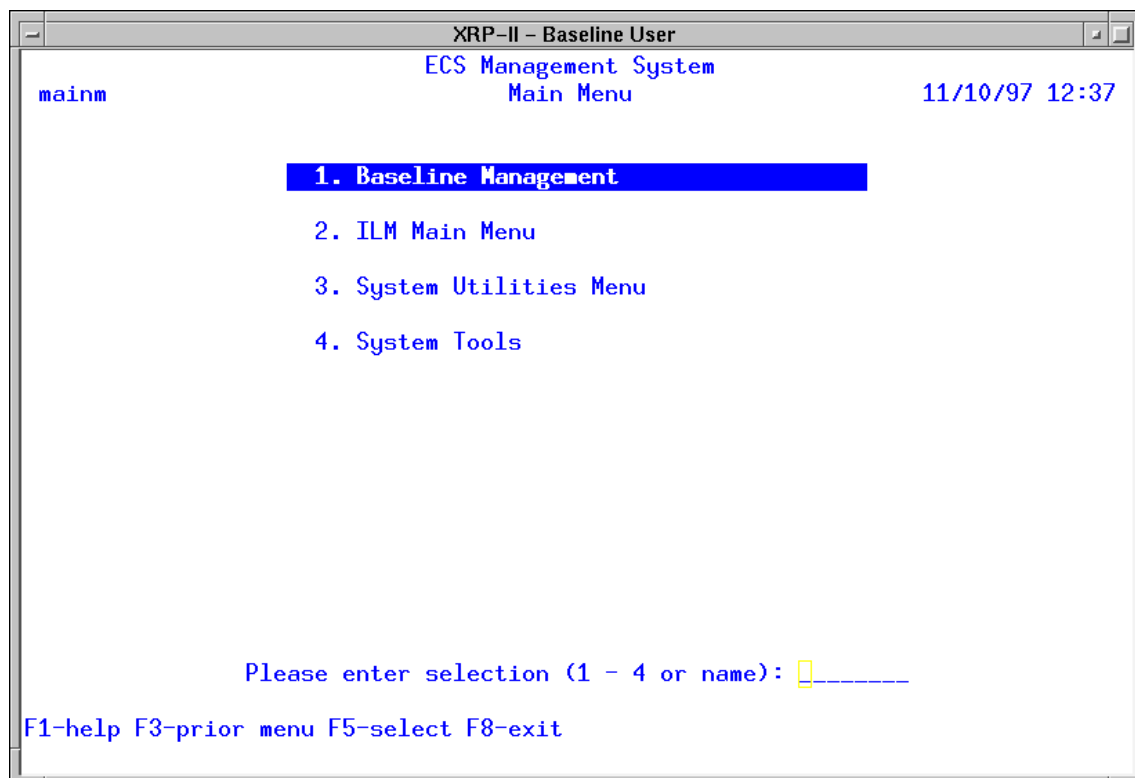 XRP-II - Baseline User
ECS Management System
mainm Main Menu 11/10/97 12:37
1. Baseline Management
2. ILM Main Menu
3. System Utilities Menu
4. System Tools
Please enter selection (1 - 4 or name): ________
F1-help F3-prior menu F5-select F8-exit